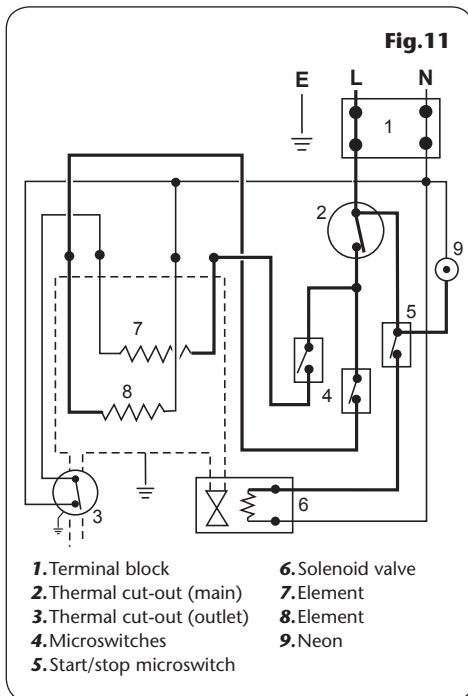 Fig.11
E L N
1
2
9
5
7
4
8
6
3
1. Terminal block
2. Thermal cut-out (main)
3. Thermal cut-out (outlet)
4. Microswitches
5. Start/stop microswitch
6. Solenoid valve
7. Element
8. Element
9. Neon